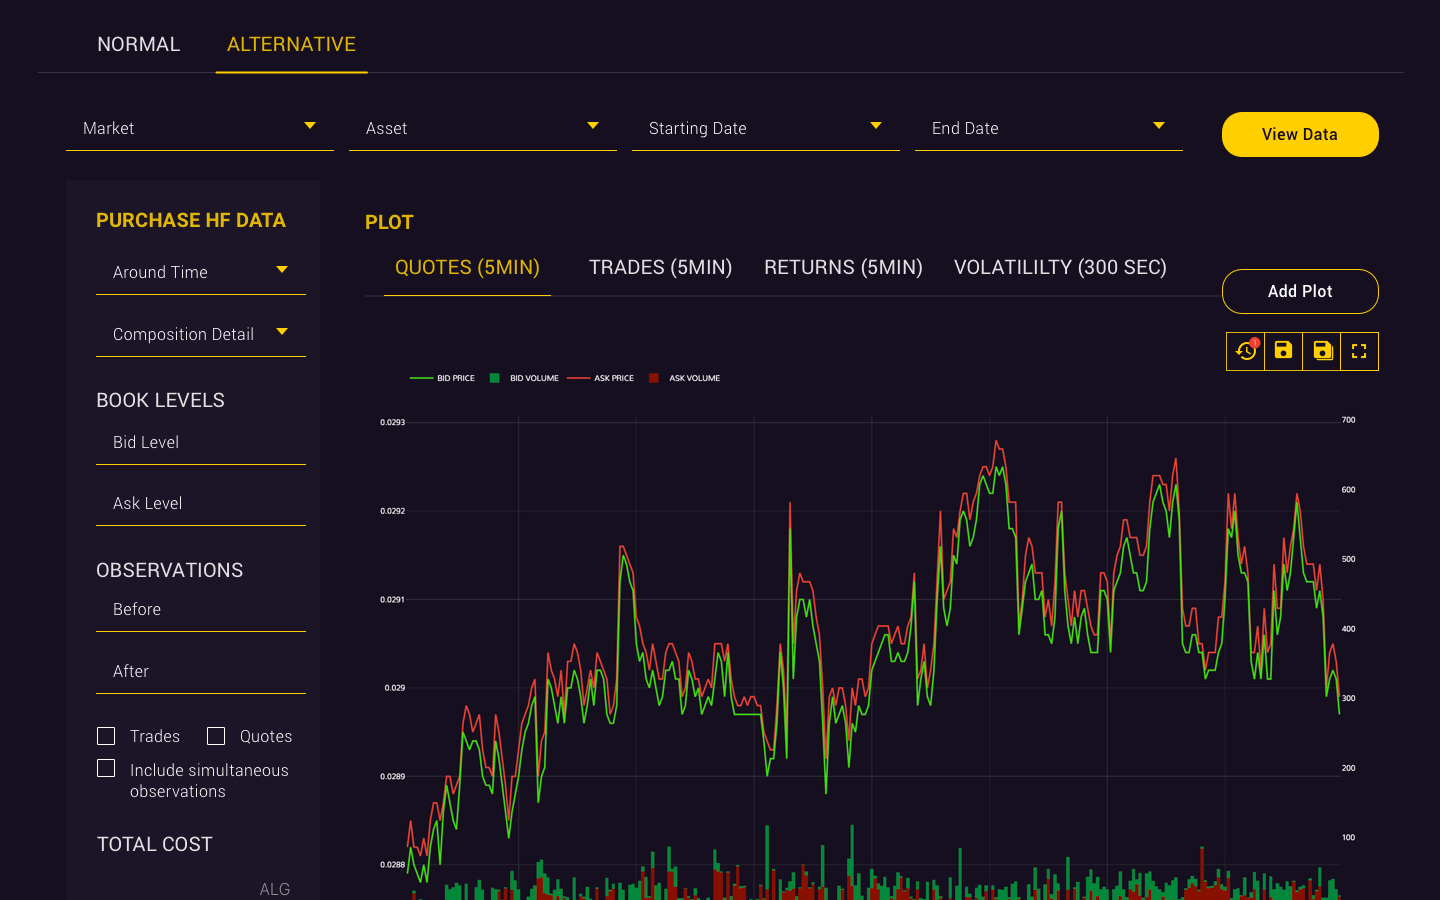 NORMAL ALTERNATIVE
Market Asset Starting Date End Date View Data
PURCHASE HF DATA
Around Time
Composition Detail
BOOK LEVELS
Bid Level
Ask Level
OBSERVATIONS
Before
After
Trades Quotes
Include simultaneous
observations
TOTAL COST
ALG
PLOT
QUOTES (5MIN) TRADES (5MIN) RETURNS (5MIN) VOLATILILTY (300 SEC)
Add Plot
1
BID PRICE BID VOLUME ASK PRICE ASK VOLUME
0.0293
0.0292
0.0291
0.029
0.0289
0.0288
700
600
500
400
300
200
100